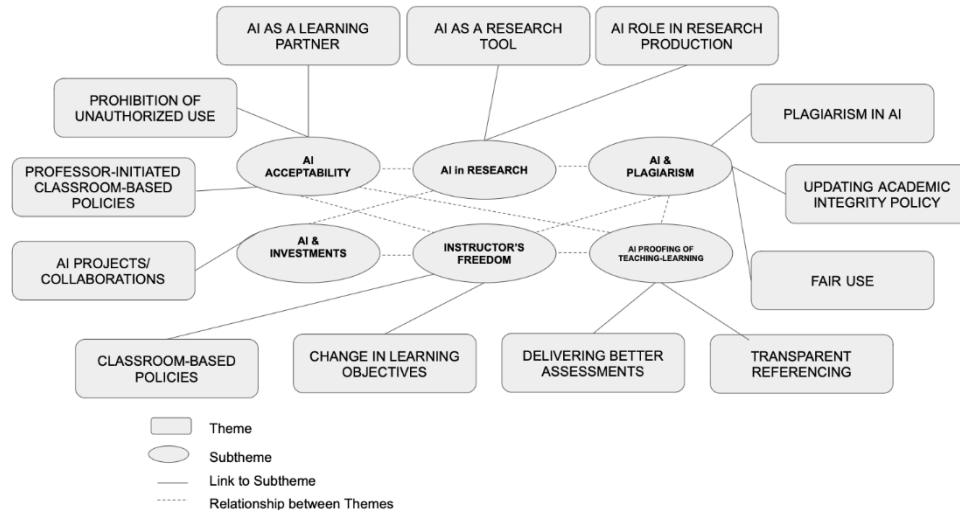 AI AS A LEARNING
PARTNER
AI AS A RESEARCH
TOOL
AI ROLE IN RESEARCH
PRODUCTION
PROHIBITION OF
UNAUTHORIZED USE
PLAGIARISM IN AI
AI
ACCEPTABILITY
AI in RESEARCH
AI &
PLAGIARISM
PROFESSOR-INITIATED
CLASSROOM-BASED
POLICIES
UPDATING ACADEMIC
INTEGRITY POLICY
AI &
INVESTMENTS
INSTRUCTOR'S
FREEDOM
AI PROOFING OF
TEACHING-LEARNING
AI PROJECTS/
COLLABORATIONS
FAIR USE
CLASSROOM-BASED
POLICIES
CHANGE IN LEARNING
OBJECTIVES
DELIVERING BETTER
ASSESSMENTS
TRANSPARENT
REFERENCING
Theme
Subtheme
Link to Subtheme
Relationship between Themes